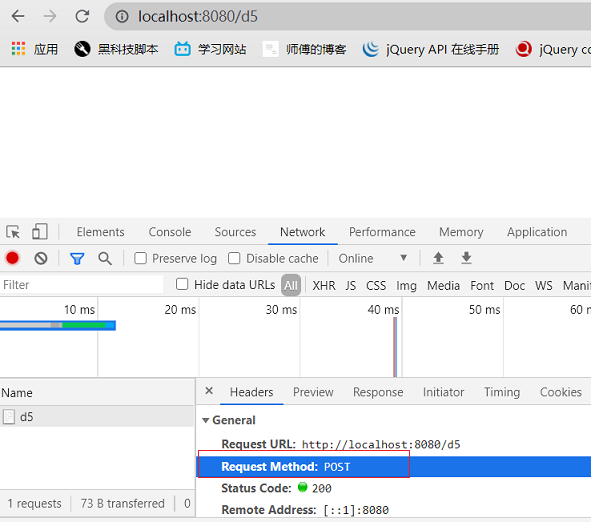 localhost:8080/d5
应用 黑科技脚本 学习网站 师傅的博客 jQuery API 在线手册 jQuery co
Elements Console Sources Network Performance Memory Application
Preserve log Disable cache Online
Filter Hide data URLs All XHR JS CSS Img Media Font Doc WS Manif
10 ms 20 ms 30 ms 40 ms 50 ms 60 m
Name × Headers Preview Response Initiator Timing Cookies
d5 General
Request URL: http://localhost:8080/d5
Request Method: POST
Status Code: 200
1 requests 73 B transferred 0 Remote Address: [::1]:8080